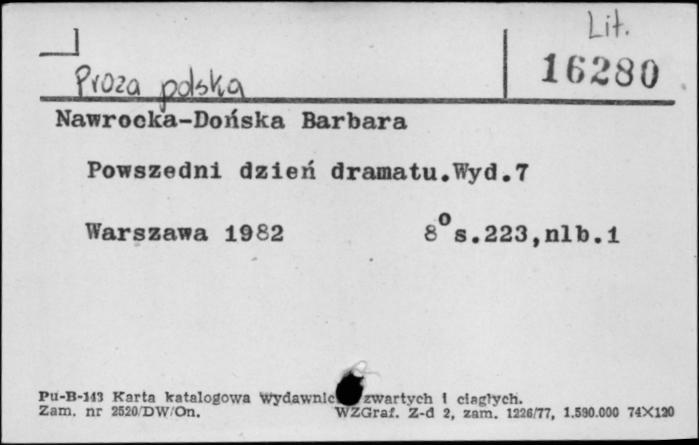 Lit.
16280
Proza polska
Nawrocka-Dońska Barbara
Powszedni dzień dramatu.Wyd.7
Warszawa 1982 8° s.223,nlb.1
Pu-B-143 Karta katalogowa wydawnic zwartych i ciągłych.
Zam. nr 2520/DW/On. WZGraf. Z-d 2, zam. 1226/77, 1.590.000 74X120